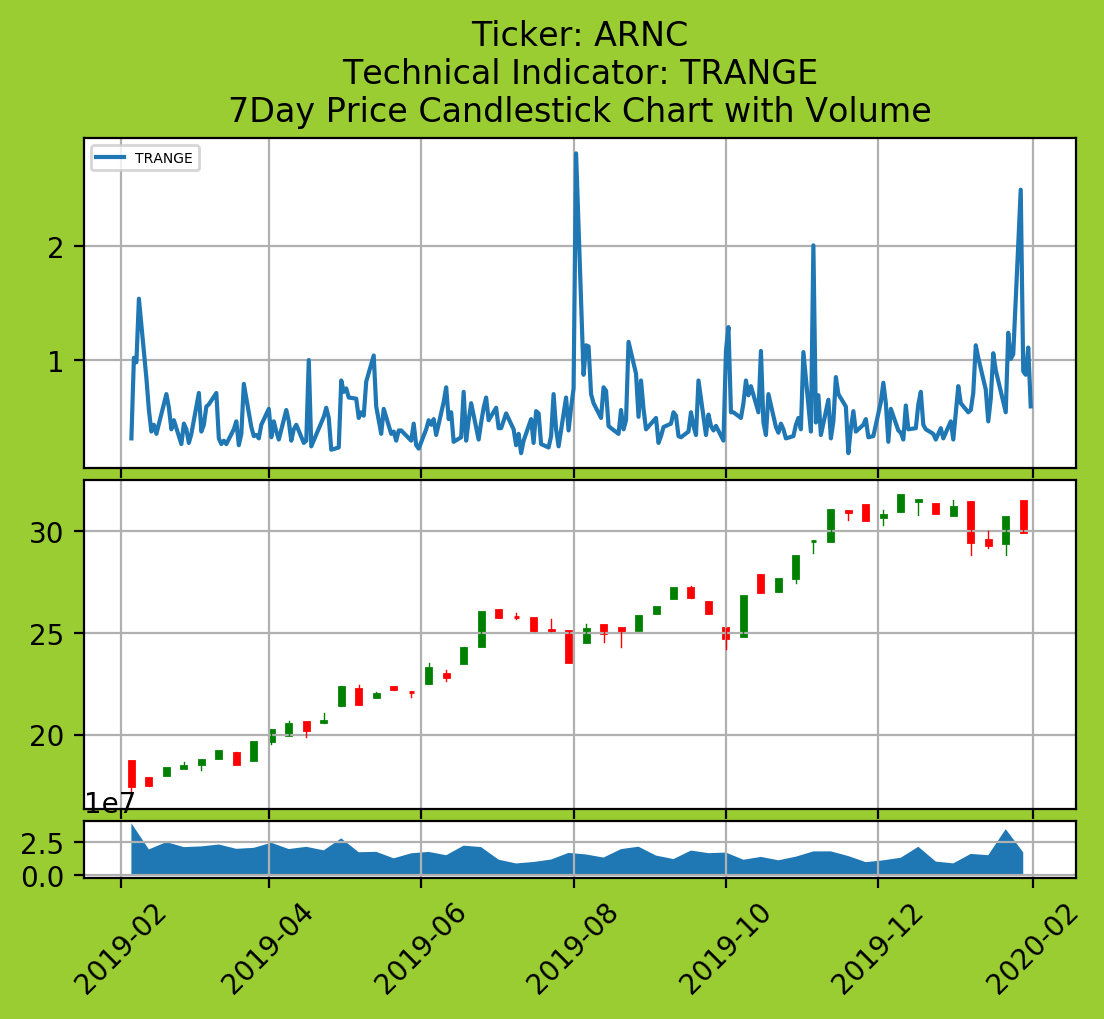 Ticker: ARNC
Technical Indicator: TRANGE
7Day Price Candlestick Chart with Volume
TRANGE
2
1
30
25
20
1e7
2.5
0.0
2019-02
2019-04
2019-06
2019-08
2019-10
2019-12
2020-02